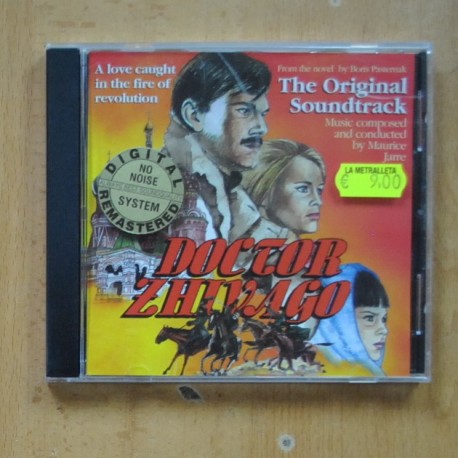 A love caught
in the fire of
revolution
From the novel by Boris Pasternak
The Original
Soundtrack
Music composed
and conducted
by Maurice
Jarre
LA METRALLETA
€ 9.00
DIGITAL
NO
NOISE
SYSTEM
REMASTERED
DOCTOR
ZHIVAGO